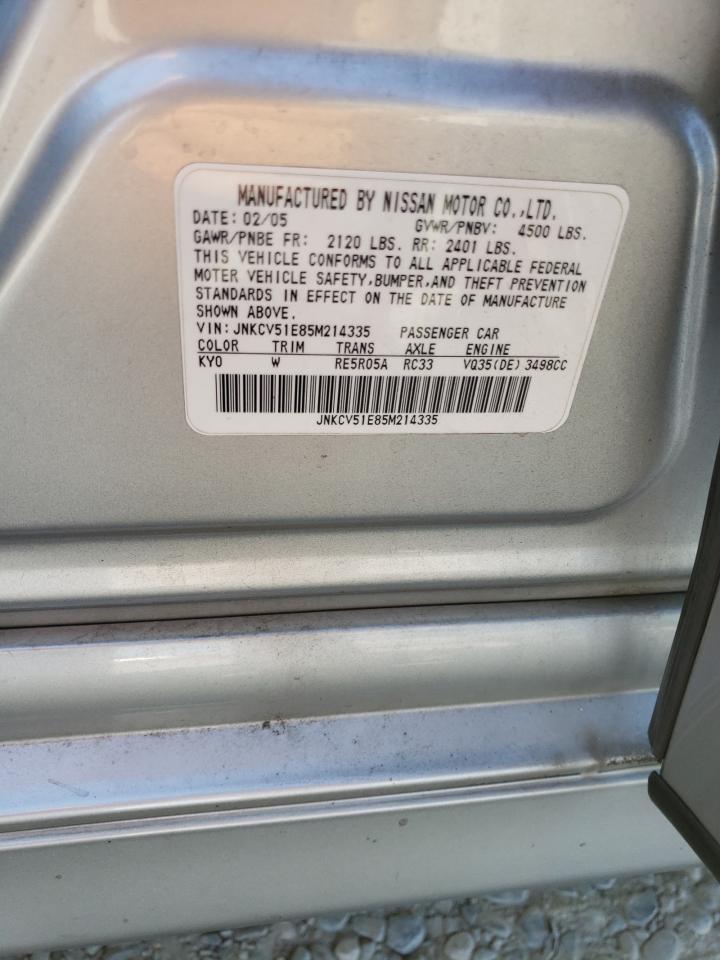 MANUFACTURED BY NISSAN MOTOR CO.,LTD.
DATE: 02/05 GVWR/PNBV: 4500 LBS.
GAWR/PNBE FR: 2120 LBS. RR: 2401 LBS.
THIS VEHICLE CONFORMS TO ALL APPLICABLE FEDERAL
MOTER VEHICLE SAFETY,BUMPER,AND THEFT PREVENTION
STANDARDS IN EFFECT ON THE DATE OF MANUFACTURE
SHOWN ABOVE.
VIN:JNKCV51E85M214335 PASSENGER CAR
COLOR TRIM TRANS AXLE ENGINE
KY0 W RE5R05A RC33 VQ35(DE) 3498CC
JNKCV51E85M214335